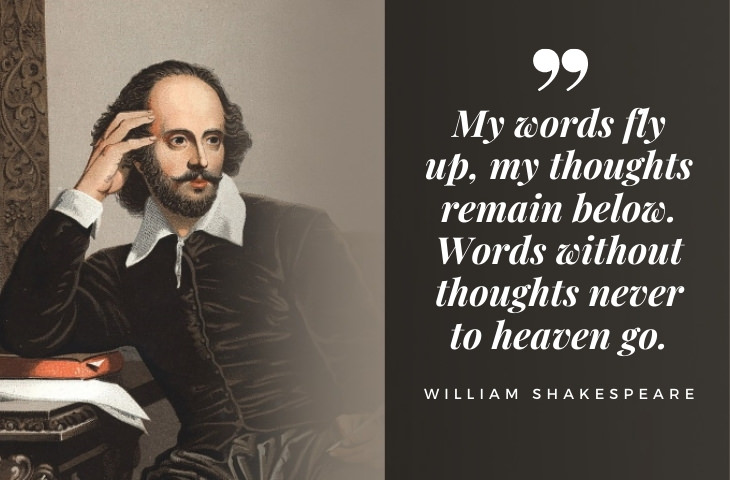 ”
My words fly
up, my thoughts
remain below.
Words without
thoughts never
to heaven go.
WILLIAM SHAKESPEARE